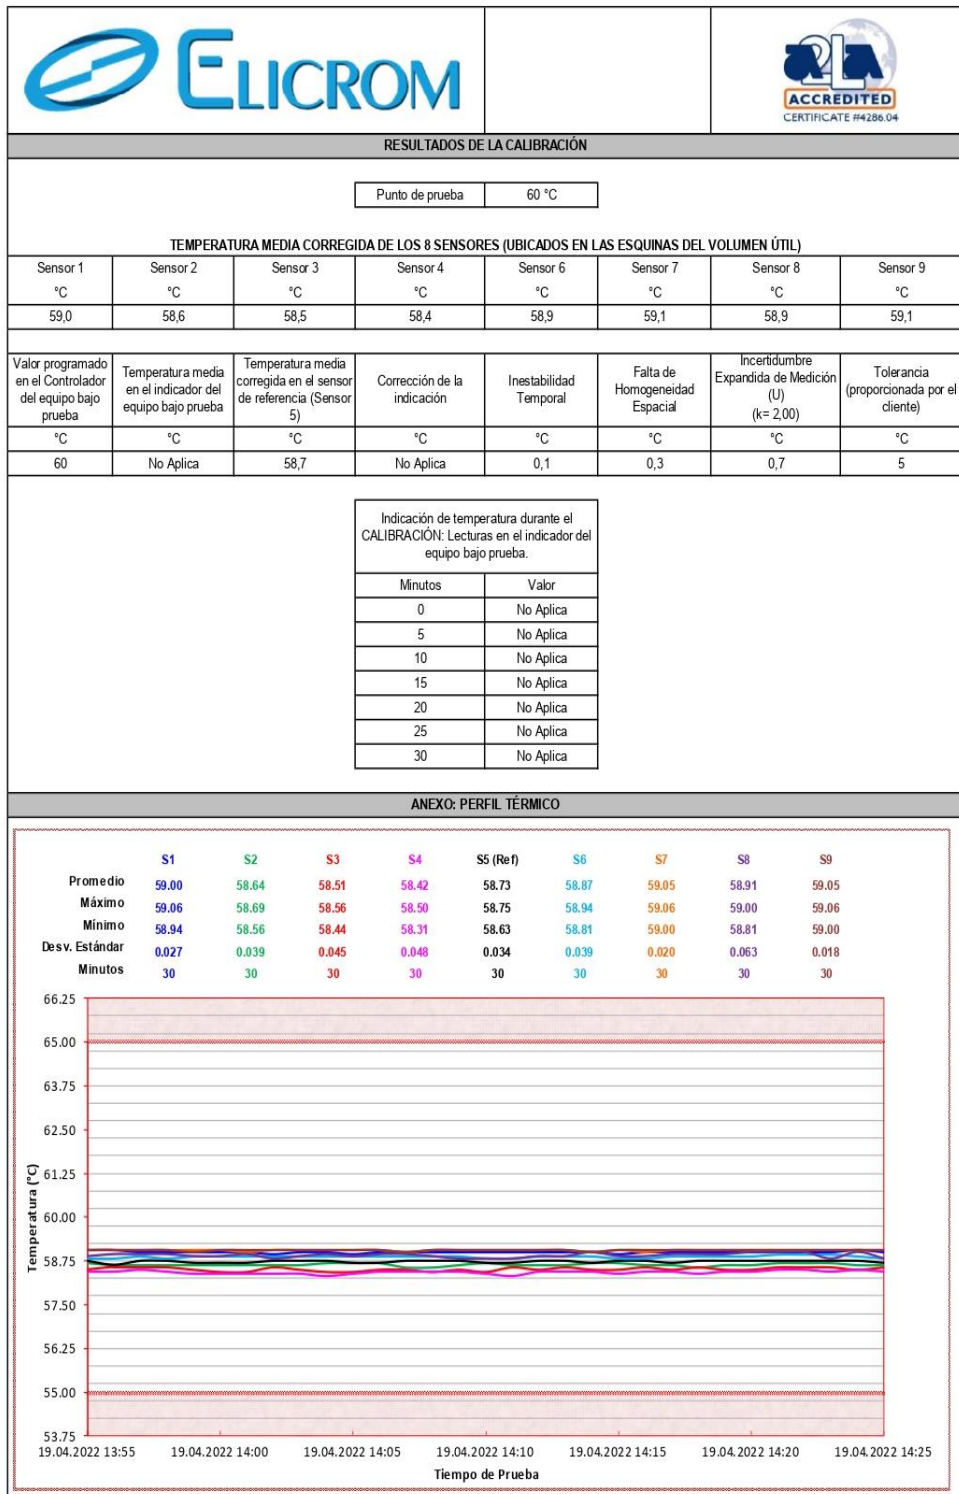 ELICROM
a2la
ACCREDITED
CERTIFICATE #4286.04
RESULTADOS DE LA CALIBRACIÓN
Punto de prueba 60 °C
TEMPERATURA MEDIA CORREGIDA DE LOS 8 SENSORES (UBICADOS EN LAS ESQUINAS DEL VOLUMEN ÚTIL)
Sensor 1 Sensor 2 Sensor 3 Sensor 4 Sensor 6 Sensor 7 Sensor 8 Sensor 9
°C °C °C °C °C °C °C °C
59,0 58,6 58,5 58,4 58,9 59,1 58,9 59,1
Valor programado en el Controlador del equipo bajo prueba
Temperatura media en el indicador del equipo bajo prueba
Temperatura media corregida en el sensor de referencia (Sensor 5)
Corrección de la indicación
Inestabilidad Temporal
Falta de Homogeneidad Espacial
Incertidumbre Expandida de Medición (U) (k= 2,00)
Tolerancia (proporcionada por el cliente)
°C °C °C °C °C °C °C °C
60 No Aplica 58,7 No Aplica 0,1 0,3 0,7 5
Indicación de temperatura durante el
CALIBRACIÓN: Lecturas en el indicador del
equipo bajo prueba.
Minutos Valor
0 No Aplica
5 No Aplica
10 No Aplica
15 No Aplica
20 No Aplica
25 No Aplica
30 No Aplica
ANEXO: PERFIL TÉRMICO
S1 S2 S3 S4 S5 (Ref) S6 S7 S8 S9
Promedio 59.00 58.64 58.51 58.42 58.73 58.87 59.05 58.91 59.05
Máximo 59.06 58.69 58.56 58.50 58.75 58.94 59.06 59.00 59.06
Mínimo 58.94 58.56 58.44 58.31 58.63 58.81 59.00 58.81 59.00
Desv. Estándar 0.027 0.039 0.045 0.048 0.034 0.039 0.020 0.063 0.018
Minutos 30 30 30 30 30 30 30 30 30
66.25
65.00
63.75
62.50
61.25
60.00
58.75
57.50
56.25
55.00
53.75
Temperatura (°C)
19.04.2022 13:55 19.04.2022 14:00 19.04.2022 14:05 19.04.2022 14:10 19.04.2022 14:15 19.04.2022 14:20 19.04.2022 14:25
Tiempo de Prueba